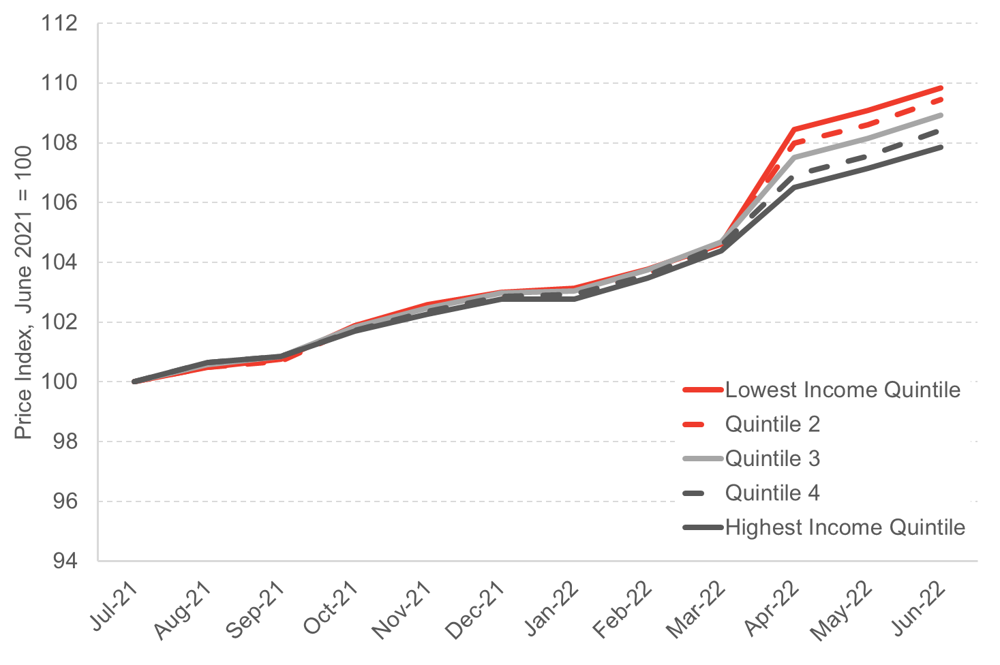 Price Index, June 2021 = 100
112
110
108
106
104
102
100
98
96
94
Lowest Income Quintile
Quintile 2
Quintile 3
Quintile 4
Highest Income Quintile
Jul-21
Aug-21
Sep-21
Oct-21
Nov-21
Dec-21
Jan-22
Feb-22
Mar-22
Apr-22
May-22
Jun-22